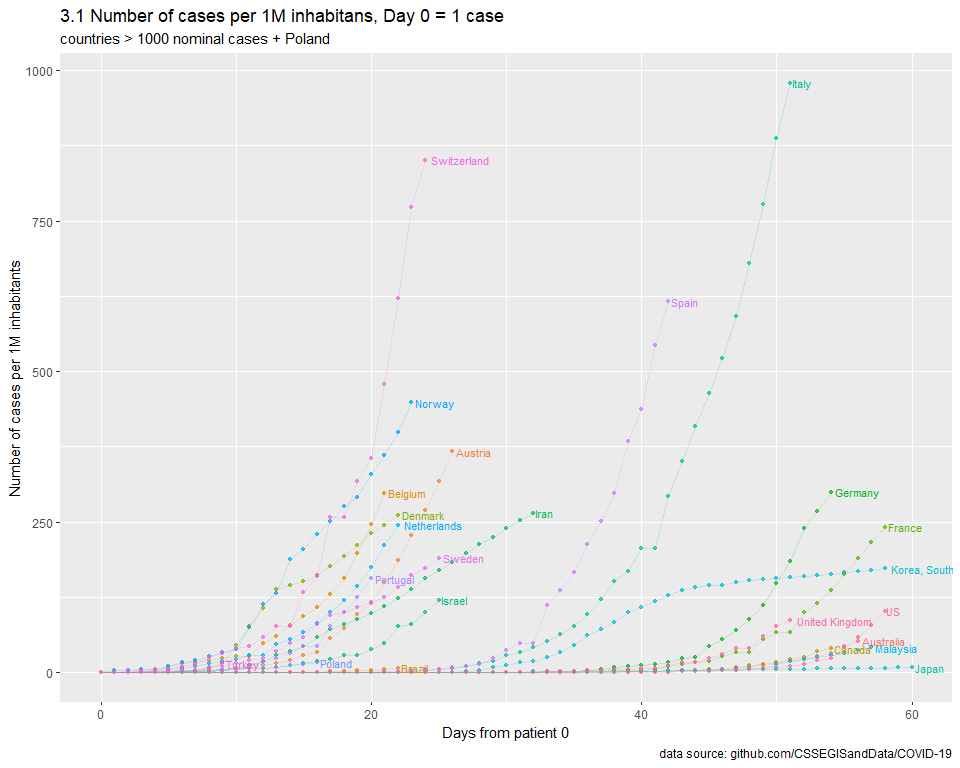 3.1 Number of cases per 1M inhabitans, Day 0 = 1 case
countries > 1000 nominal cases + Poland
Number of cases per 1M inhabitants
1000
750
500
250
0
Italy
Switzerland
Spain
Norway
Austria
Belgium
Germany
Denmark
Iran
Netherlands
France
Sweden
Korea, South
Portugal
Israel
US
United Kingdom
Australia
Canada
Malaysia
Turkey
Poland
Brazil
Japan
0
20
40
60
Days from patient 0
data source: github.com/CSSEGISandData/COVID-19